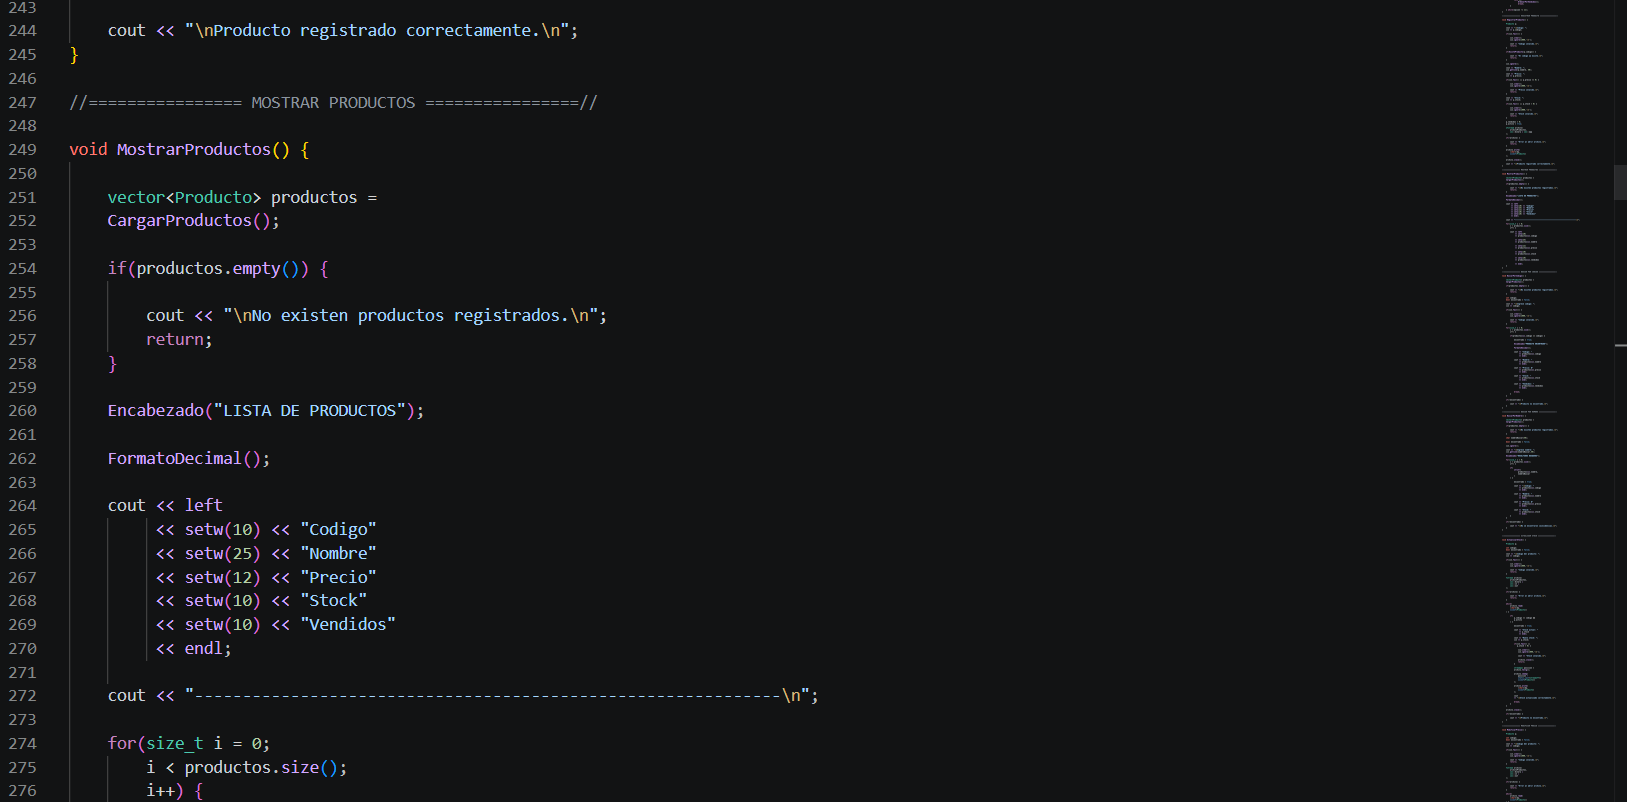 243
244 cout << "\nProducto registrado correctamente.\n";
245 }
246
247 //================ MOSTRAR PRODUCTOS ================//
248
249 void MostrarProductos() {
250
251 vector<Producto> productos =
252 CargarProductos();
253
254 if(productos.empty()) {
255
256 cout << "\nNo existen productos registrados.\n";
257 return;
258 }
259
260 Encabezado("LISTA DE PRODUCTOS");
261
262 FormatoDecimal();
263
264 cout << left
265 << setw(10) << "Codigo"
266 << setw(25) << "Nombre"
267 << setw(12) << "Precio"
268 << setw(10) << "Stock"
269 << setw(10) << "Vendidos"
270 << endl;
271
272 cout << "-------------------------------------------------------------\n";
273
274 for(size_t i = 0;
275 i < productos.size();
276 i++) {